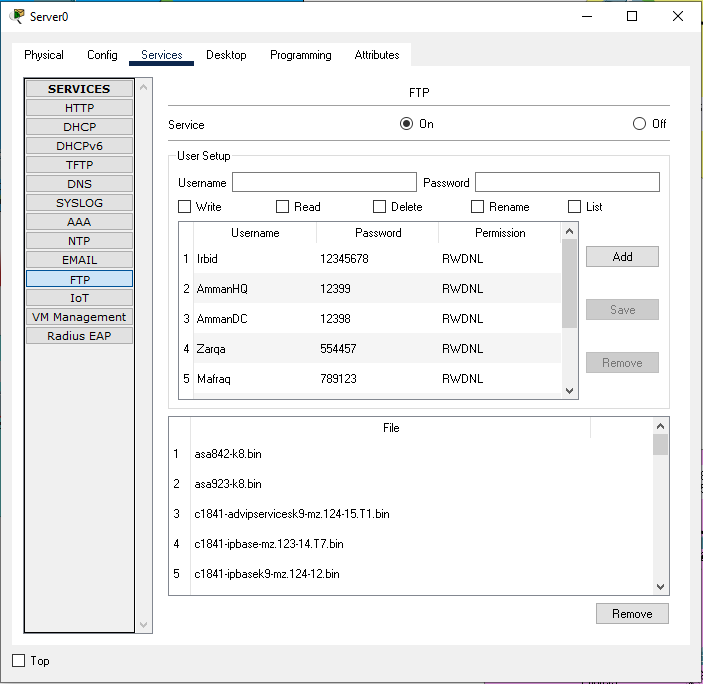 Server0
Physical Config Services Desktop Programming Attributes
SERVICES
HTTP
DHCP
DHCPv6
TFTP
DNS
SYSLOG
AAA
NTP
EMAIL
FTP
IoT
VM Management
Radius EAP
FTP
Service On Off
User Setup
Username Password
Write Read Delete Rename List
Username Password Permission
1 Irbid 12345678 RWDNL
2 AmmanHQ 12399 RWDNL
3 AmmanDC 12398 RWDNL
4 Zarqa 554457 RWDNL
5 Mafraq 789123 RWDNL
Add
Save
Remove
File
1 asa842-k8.bin
2 asa923-k8.bin
3 c1841-advipservicesk9-mz.124-15.T1.bin
4 c1841-ipbase-mz.123-14.T7.bin
5 c1841-ipbasek9-mz.124-12.bin
Remove
Top